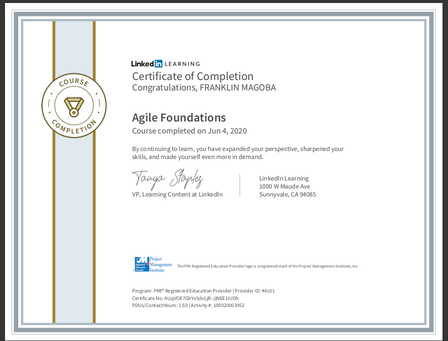 COURSE
COMPLETION
LinkedIn LEARNING
Certificate of Completion
Congratulations, FRANKLIN MAGOBA
Agile Foundations
Course completed on Jun 4, 2020
By continuing to learn, you have expanded your perspective, sharpened your
skills, and made yourself even more in demand.
Tanya Staples
VP, Learning Content at LinkedIn
LinkedIn Learning
1000 W Maude Ave
Sunnyvale, CA 94085
PMI
Project
Management
Institute
The PMI Registered Education Provider logo is a registered mark of the Project Management Institute, Inc.
Program: PMI® Registered Education Provider | Provider ID: #4101
Certificate No:
PDUs/ContactHours: 1.50 | Activity #: 100020003952